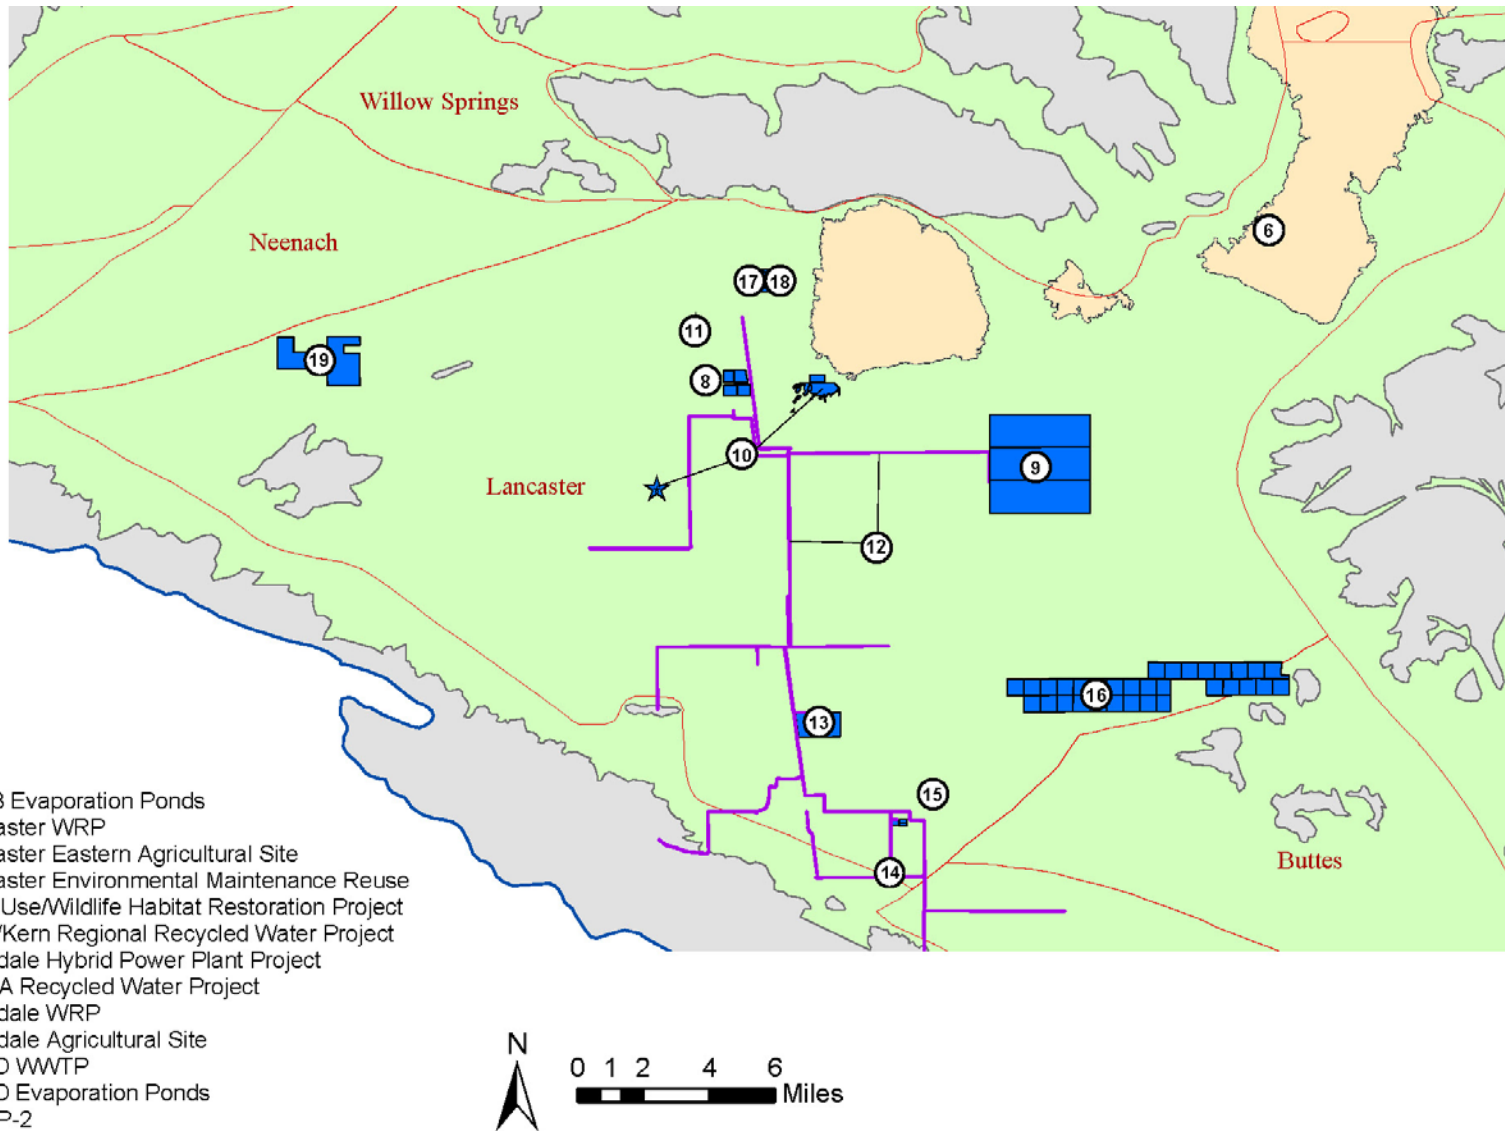 Willow Springs
Neenach
6
17
18
11
19
8
10
9
Lancaster
12
16
13
15
14
Buttes
B Evaporation Ponds
aster WRP
aster Eastern Agricultural Site
aster Environmental Maintenance Reuse
Use/Wildlife Habitat Restoration Project
/Kern Regional Recycled Water Project
dale Hybrid Power Plant Project
A Recycled Water Project
dale WRP
dale Agricultural Site
D WWTP
D Evaporation Ponds
P-2
N
0 1 2 4 6
Miles